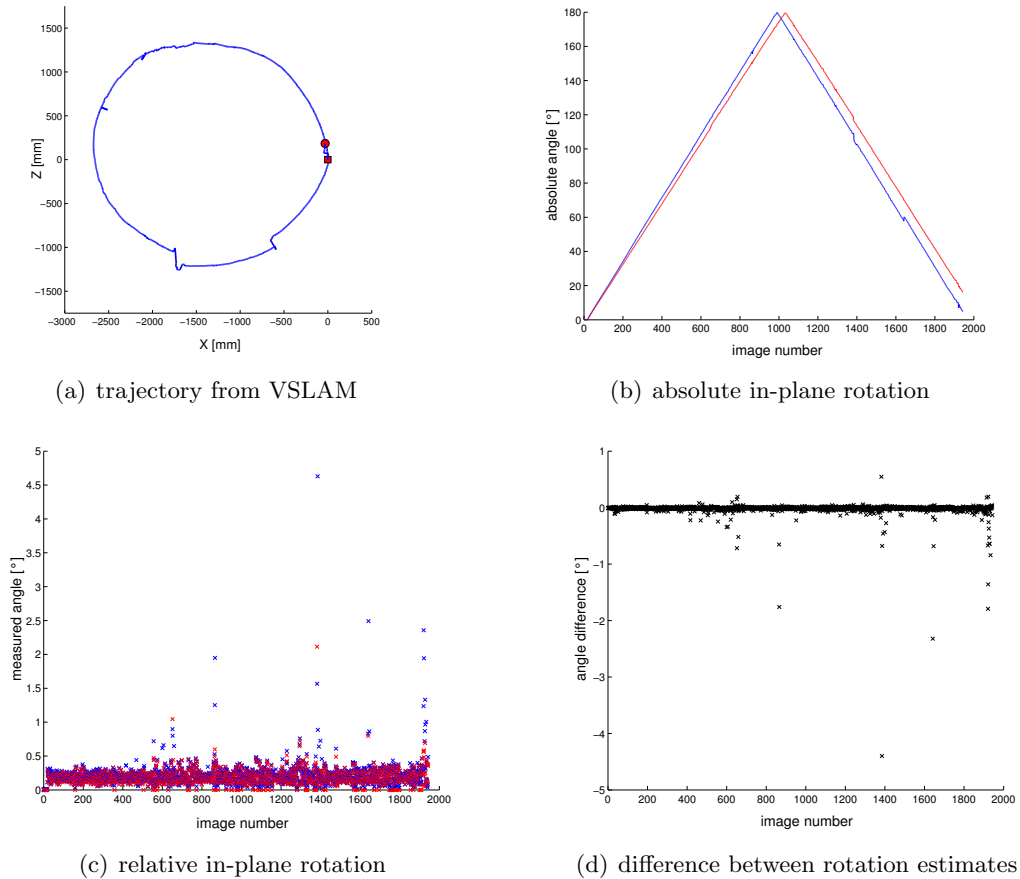 1500
1000
500
0
−500
−1000
−1500
Z [mm]
−3000 −2500 −2000 −1500 −1000 −500 0 500
X [mm]
(a) trajectory from VSLAM
180
160
140
120
100
80
60
40
20
0
absolute angle [°]
0 200 400 600 800 1000 1200 1400 1600 1800 2000
image number
(b) absolute in-plane rotation
5
4.5
4
3.5
3
2.5
2
1.5
1
0.5
0
measured angle [°]
0 200 400 600 800 1000 1200 1400 1600 1800 2000
image number
(c) relative in-plane rotation
1
0
−1
−2
−3
−4
−5
angle difference [°]
0 200 400 600 800 1000 1200 1400 1600 1800 2000
image number
(d) difference between rotation estimates